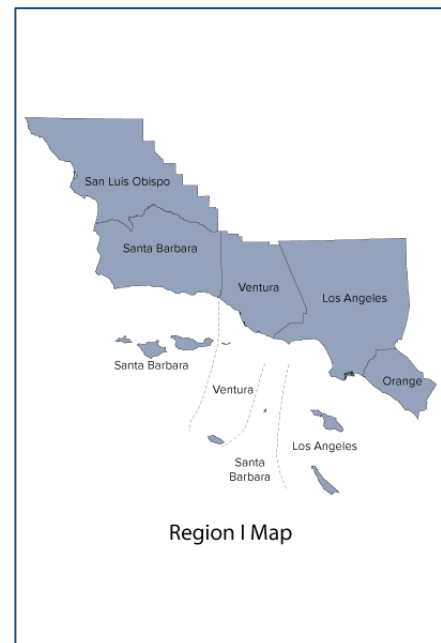 San Luis Obispo
Santa Barbara
Ventura
Los Angeles
Orange
Santa Barbara
Ventura
Los Angeles
Santa
Barbara
Region I Map